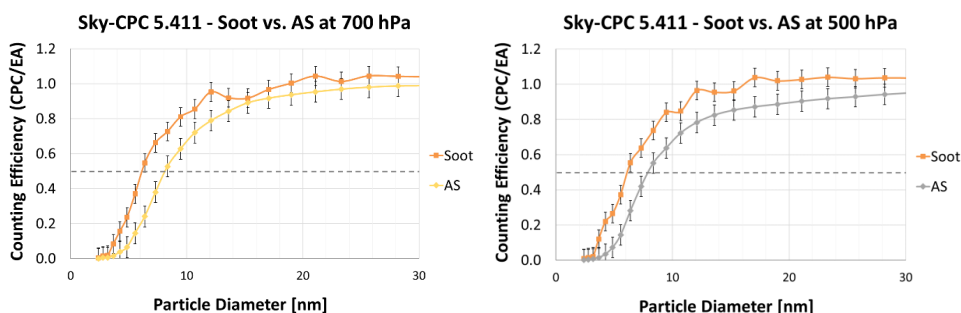 Sky-CPC 5.411 - Soot vs. AS at 700 hPa
Counting Efficiency (CPC/EA)
1.2
1.0
0.8
0.6
0.4
0.2
0.0
0
10
20
30
Particle Diameter [nm]
Soot
AS
Sky-CPC 5.411 - Soot vs. AS at 500 hPa
Counting Efficiency (CPC/EA)
1.2
1.0
0.8
0.6
0.4
0.2
0.0
0
10
20
30
Particle Diameter [nm]
Soot
AS